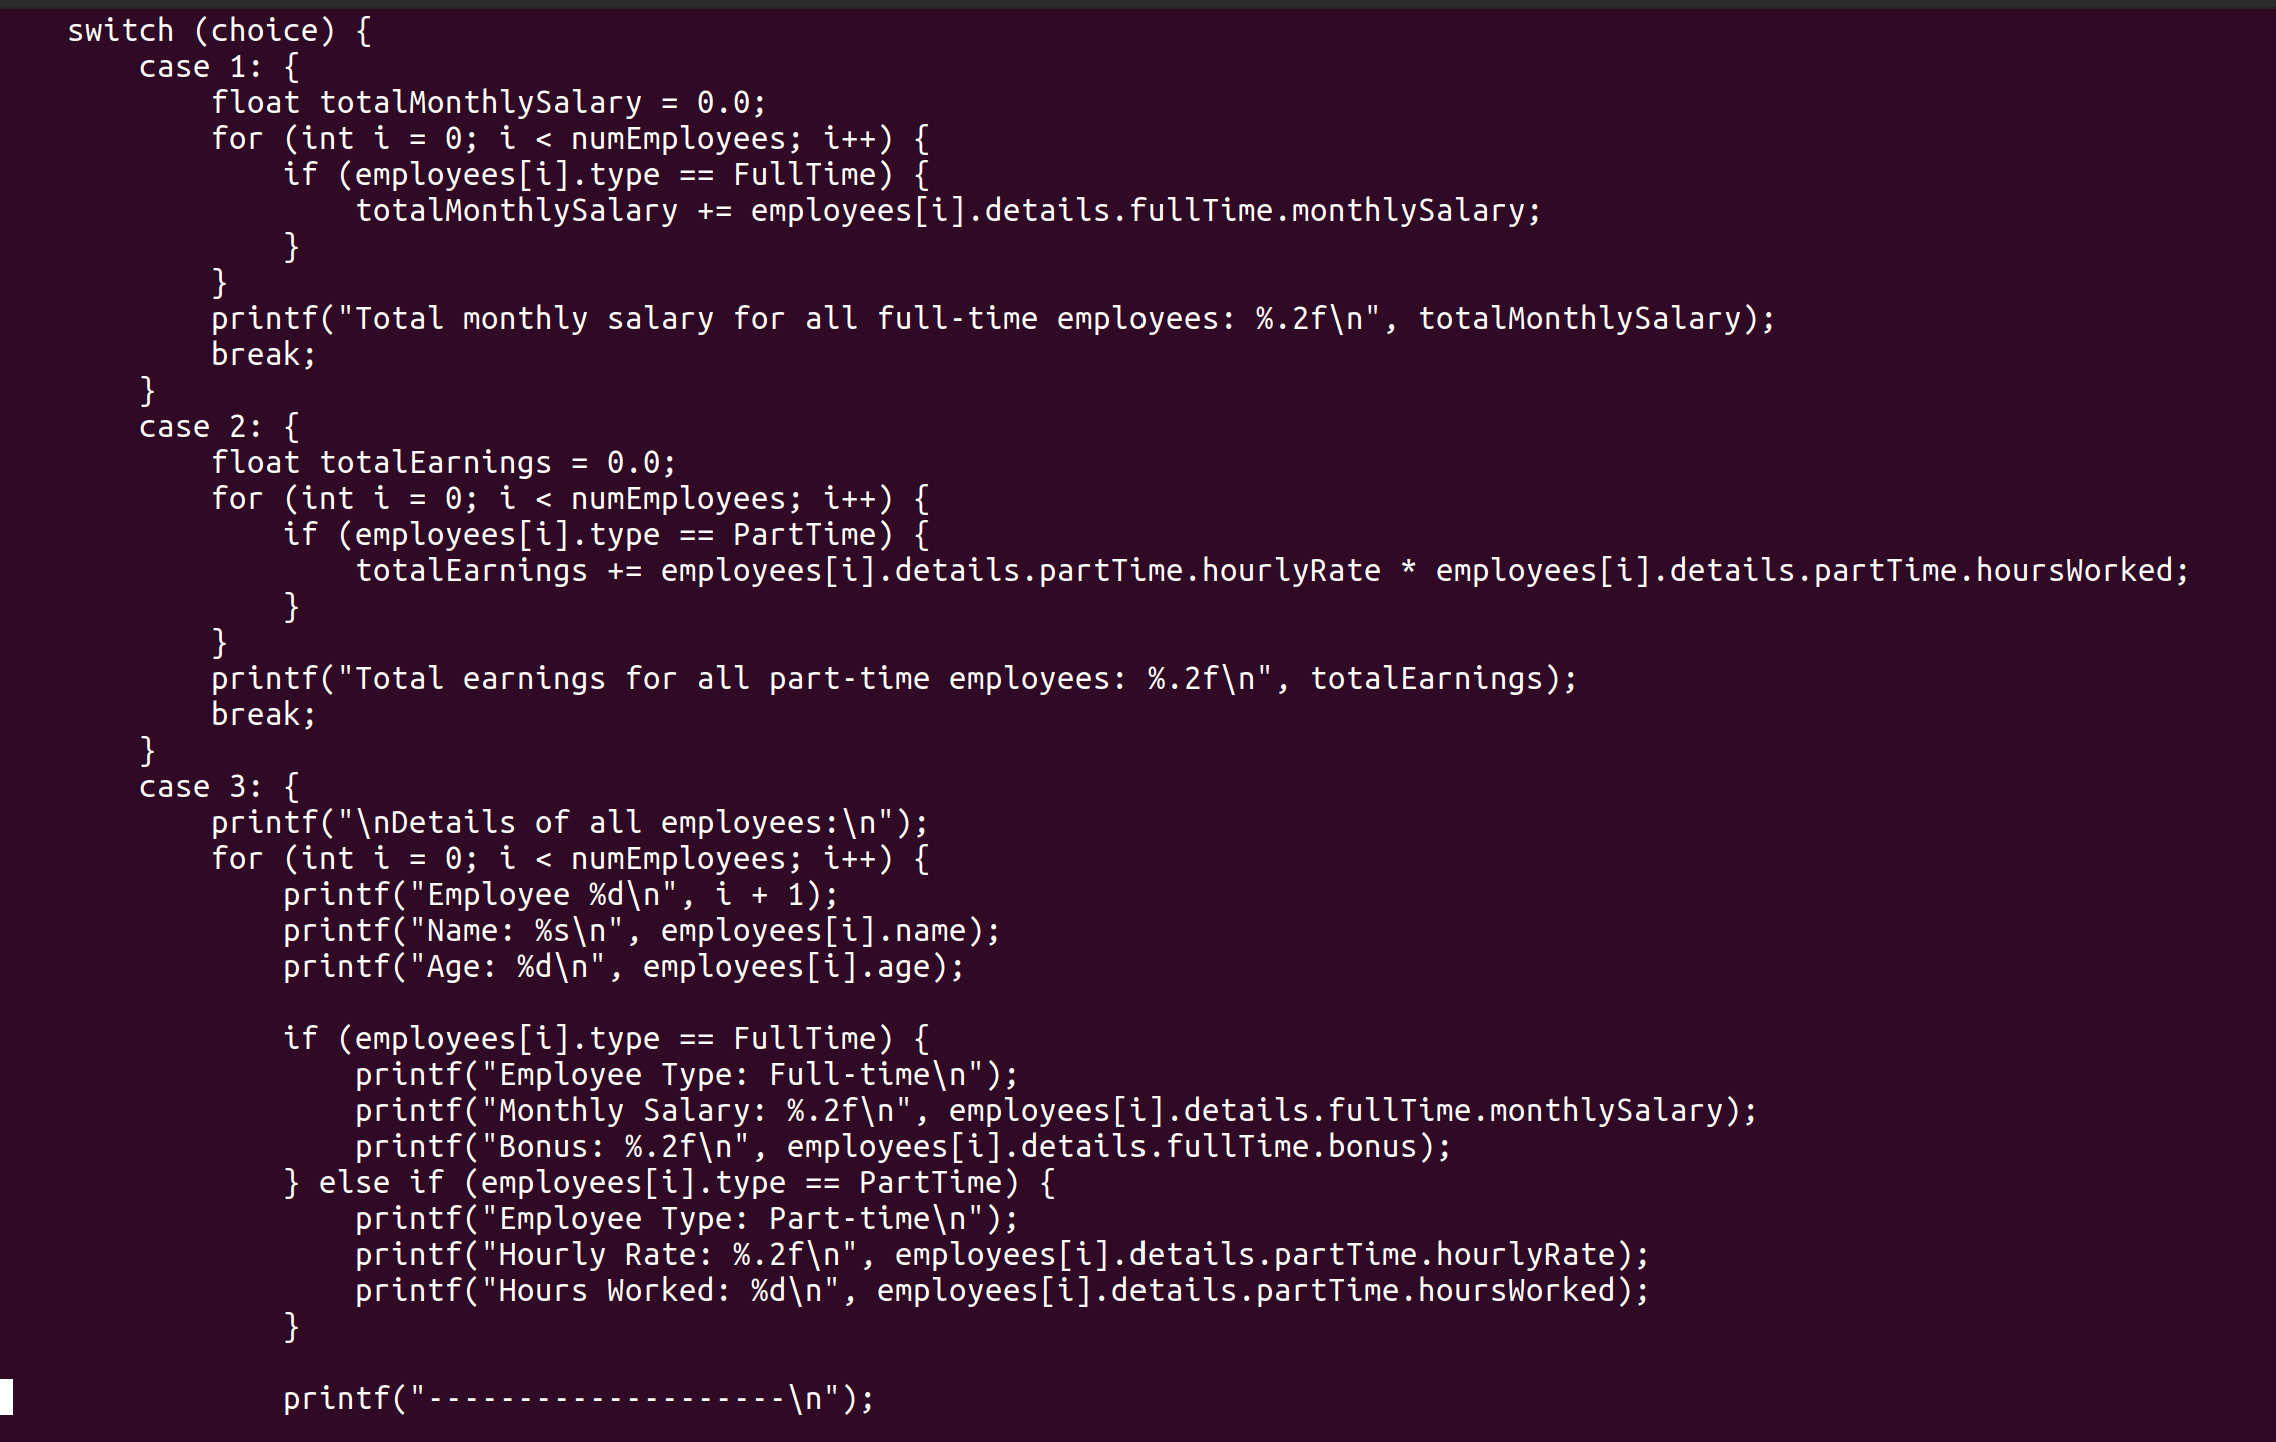 switch (choice) {
    case 1: {
        float totalMonthlySalary = 0.0;
        for (int i = 0; i < numEmployees; i++) {
            if (employees[i].type == FullTime) {
                totalMonthlySalary += employees[i].details.fullTime.monthlySalary;
            }
        }
        printf("Total monthly salary for all full-time employees: %.2f\n", totalMonthlySalary);
        break;
    }
    case 2: {
        float totalEarnings = 0.0;
        for (int i = 0; i < numEmployees; i++) {
            if (employees[i].type == PartTime) {
                totalEarnings += employees[i].details.partTime.hourlyRate * employees[i].details.partTime.hoursWorked;
            }
        }
        printf("Total earnings for all part-time employees: %.2f\n", totalEarnings);
        break;
    }
    case 3: {
        printf("\nDetails of all employees:\n");
        for (int i = 0; i < numEmployees; i++) {
            printf("Employee %d\n", i + 1);
            printf("Name: %s\n", employees[i].name);
            printf("Age: %d\n", employees[i].age);

            if (employees[i].type == FullTime) {
                printf("Employee Type: Full-time\n");
                printf("Monthly Salary: %.2f\n", employees[i].details.fullTime.monthlySalary);
                printf("Bonus: %.2f\n", employees[i].details.fullTime.bonus);
            } else if (employees[i].type == PartTime) {
                printf("Employee Type: Part-time\n");
                printf("Hourly Rate: %.2f\n", employees[i].details.partTime.hourlyRate);
                printf("Hours Worked: %d\n", employees[i].details.partTime.hoursWorked);
            }

            printf("--------------------\n");